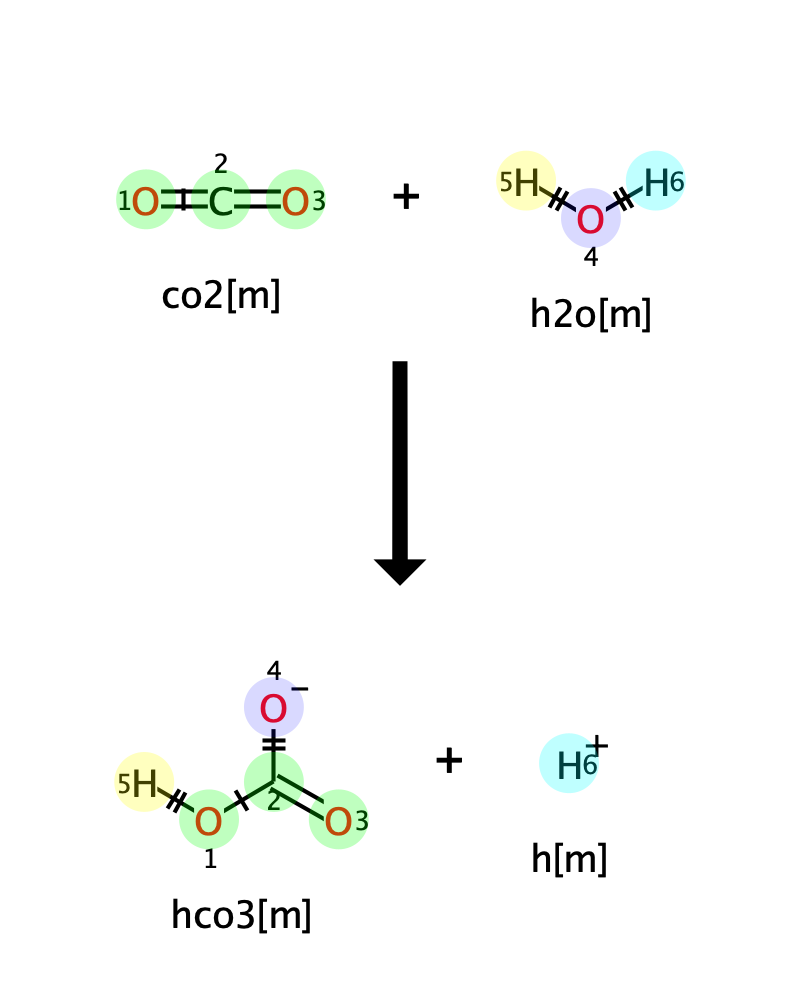 2
1O C O3 + 5H O H6
4
co2[m]
h2o[m]
4
O−
5H O 2 O3 + H6+
1
hco3[m]
h[m]